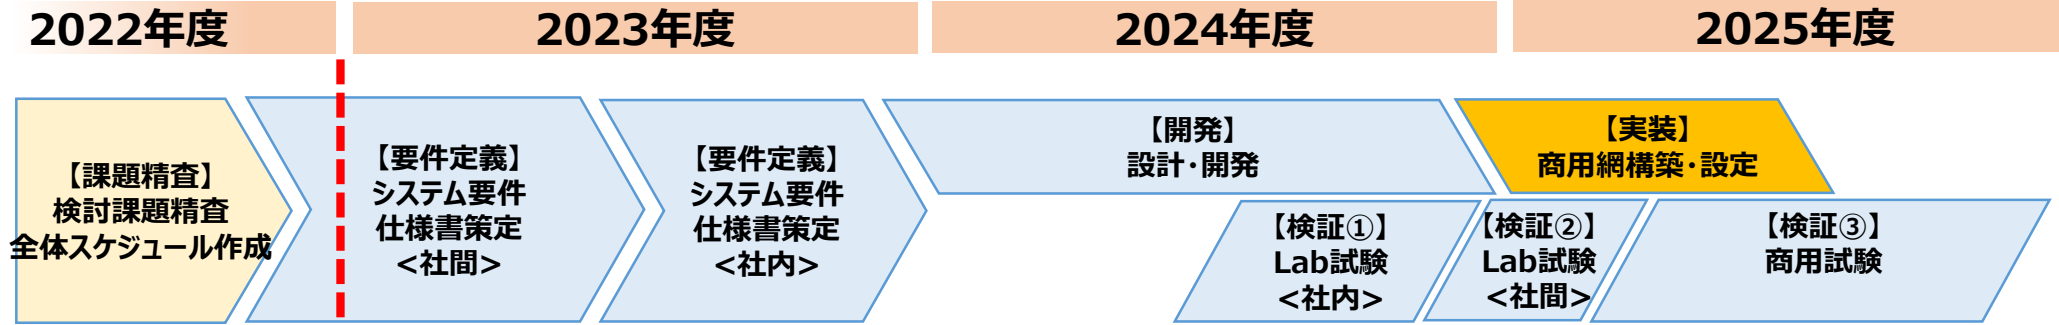 2022年度
2023年度
2024年度
2025年度
【課題精査】
検討課題精査
全体スケジュール作成
【要件定義】
システム要件
仕様書策定
<社間>
【要件定義】
システム要件
仕様書策定
<社内>
【開発】
設計・開発
【実装】
商用網構築・設定
【検証①】
Lab試験
<社内>
【検証②】
Lab試験
<社間>
【検証③】
商用試験